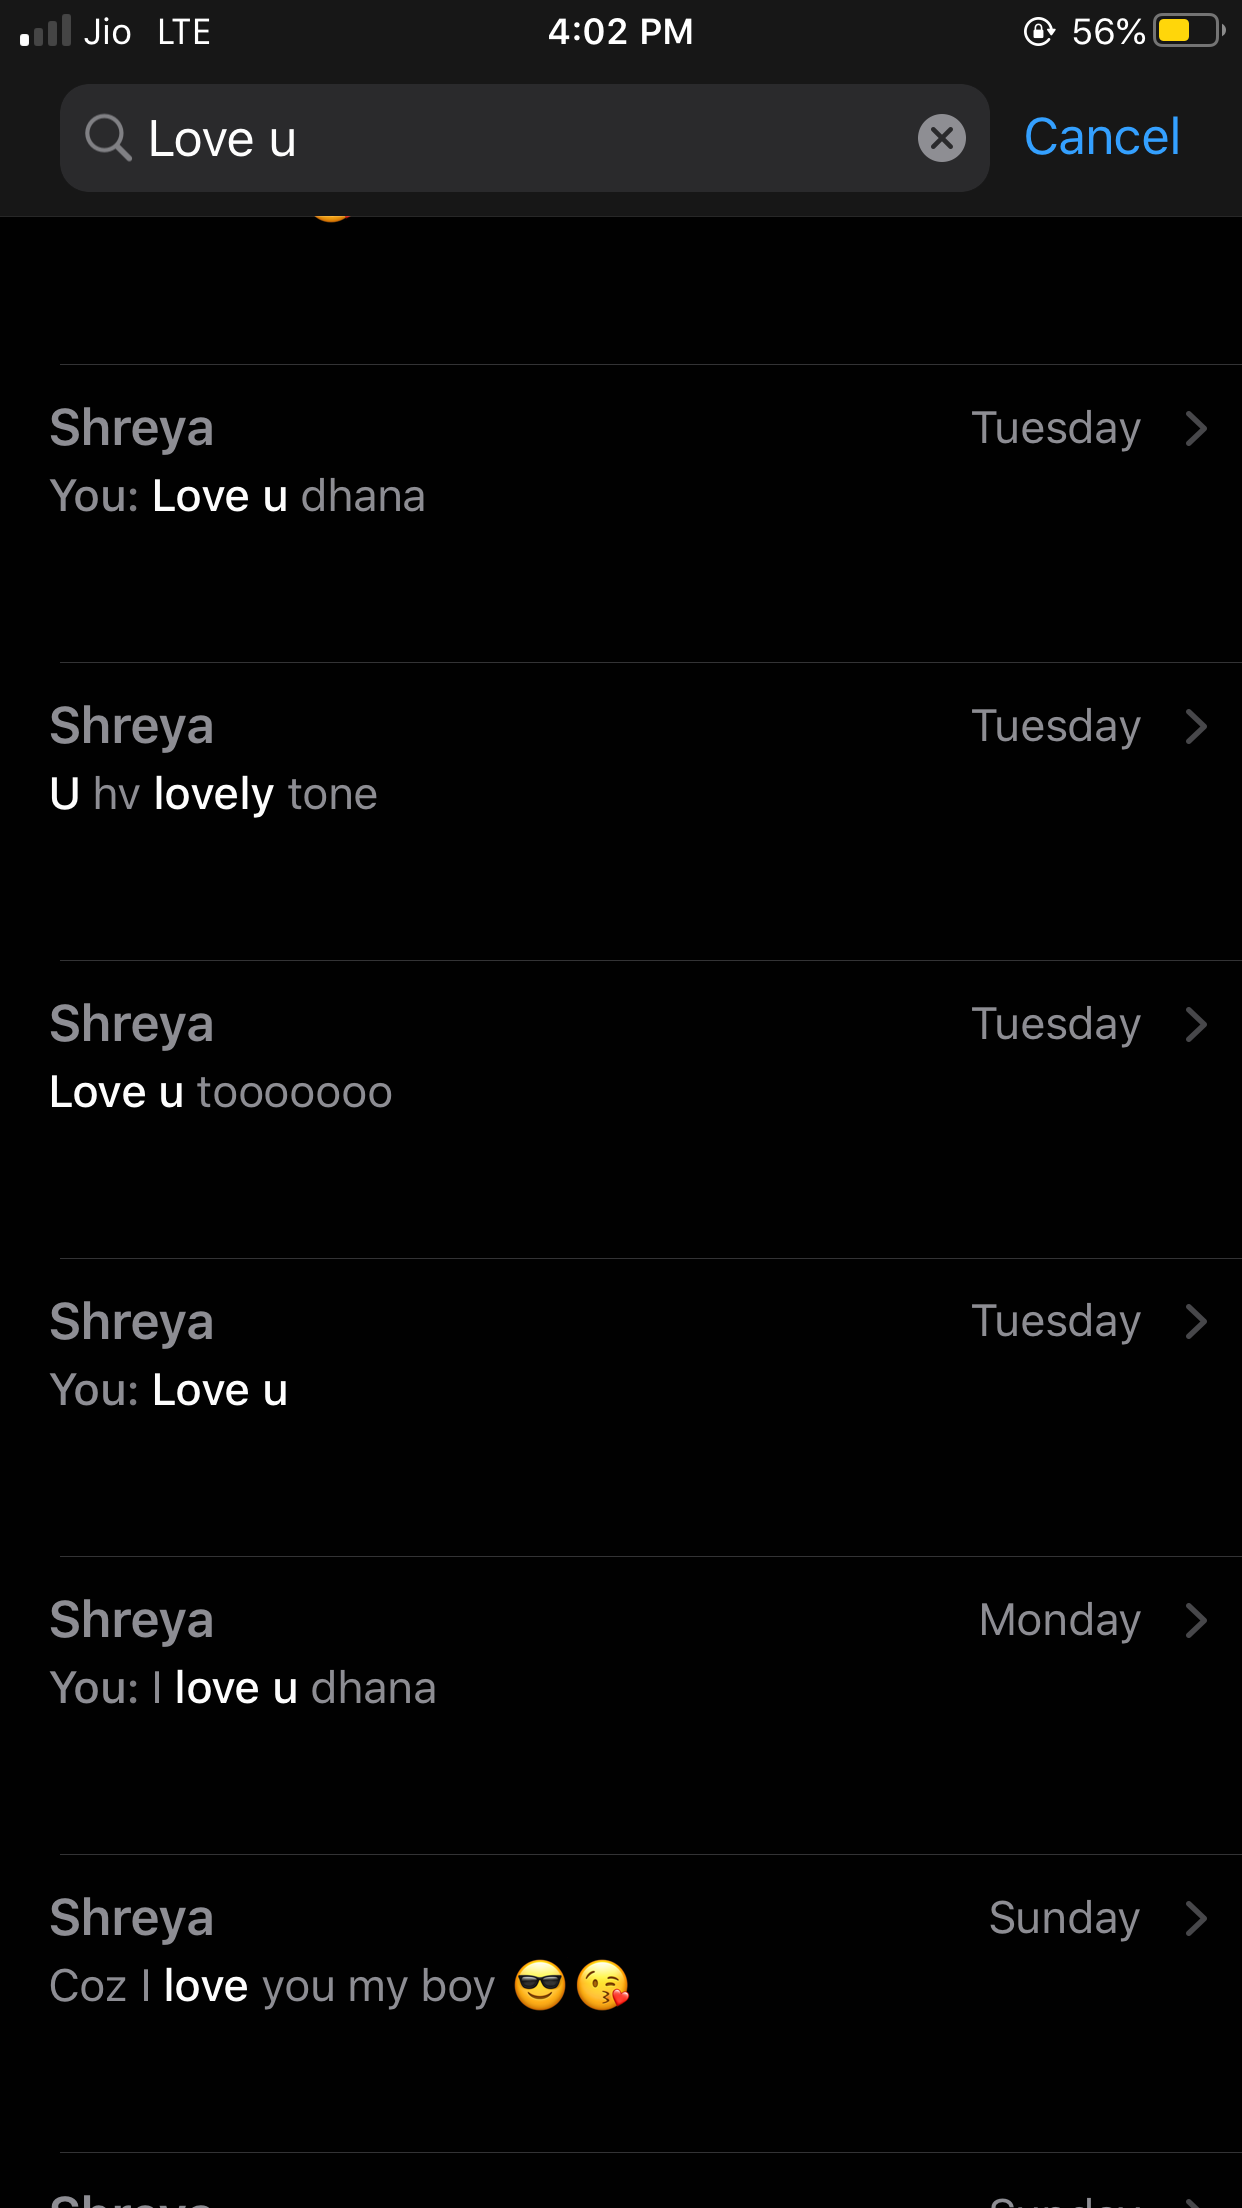 Jio LTE 4:02 PM 56%
Love u Cancel
Shreya Tuesday
You: Love u dhana
Shreya Tuesday
U hv lovely tone
Shreya Tuesday
Love u tooooooo
Shreya Tuesday
You: Love u
Shreya Monday
You: I love u dhana
Shreya Sunday
Coz I love you my boy 😎😘
Shreya Sunday